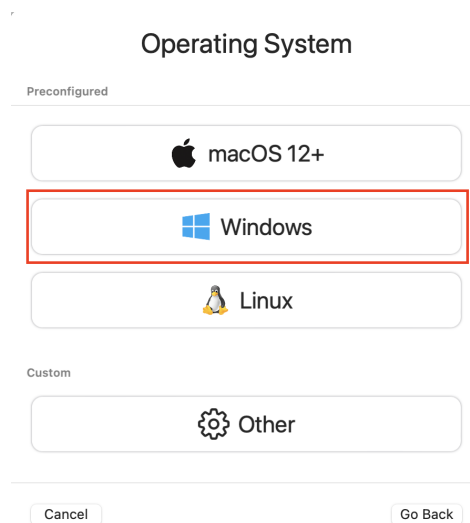 Operating System
Preconfigured
macOS 12+
Windows
Linux
Custom
Other
Cancel Go Back